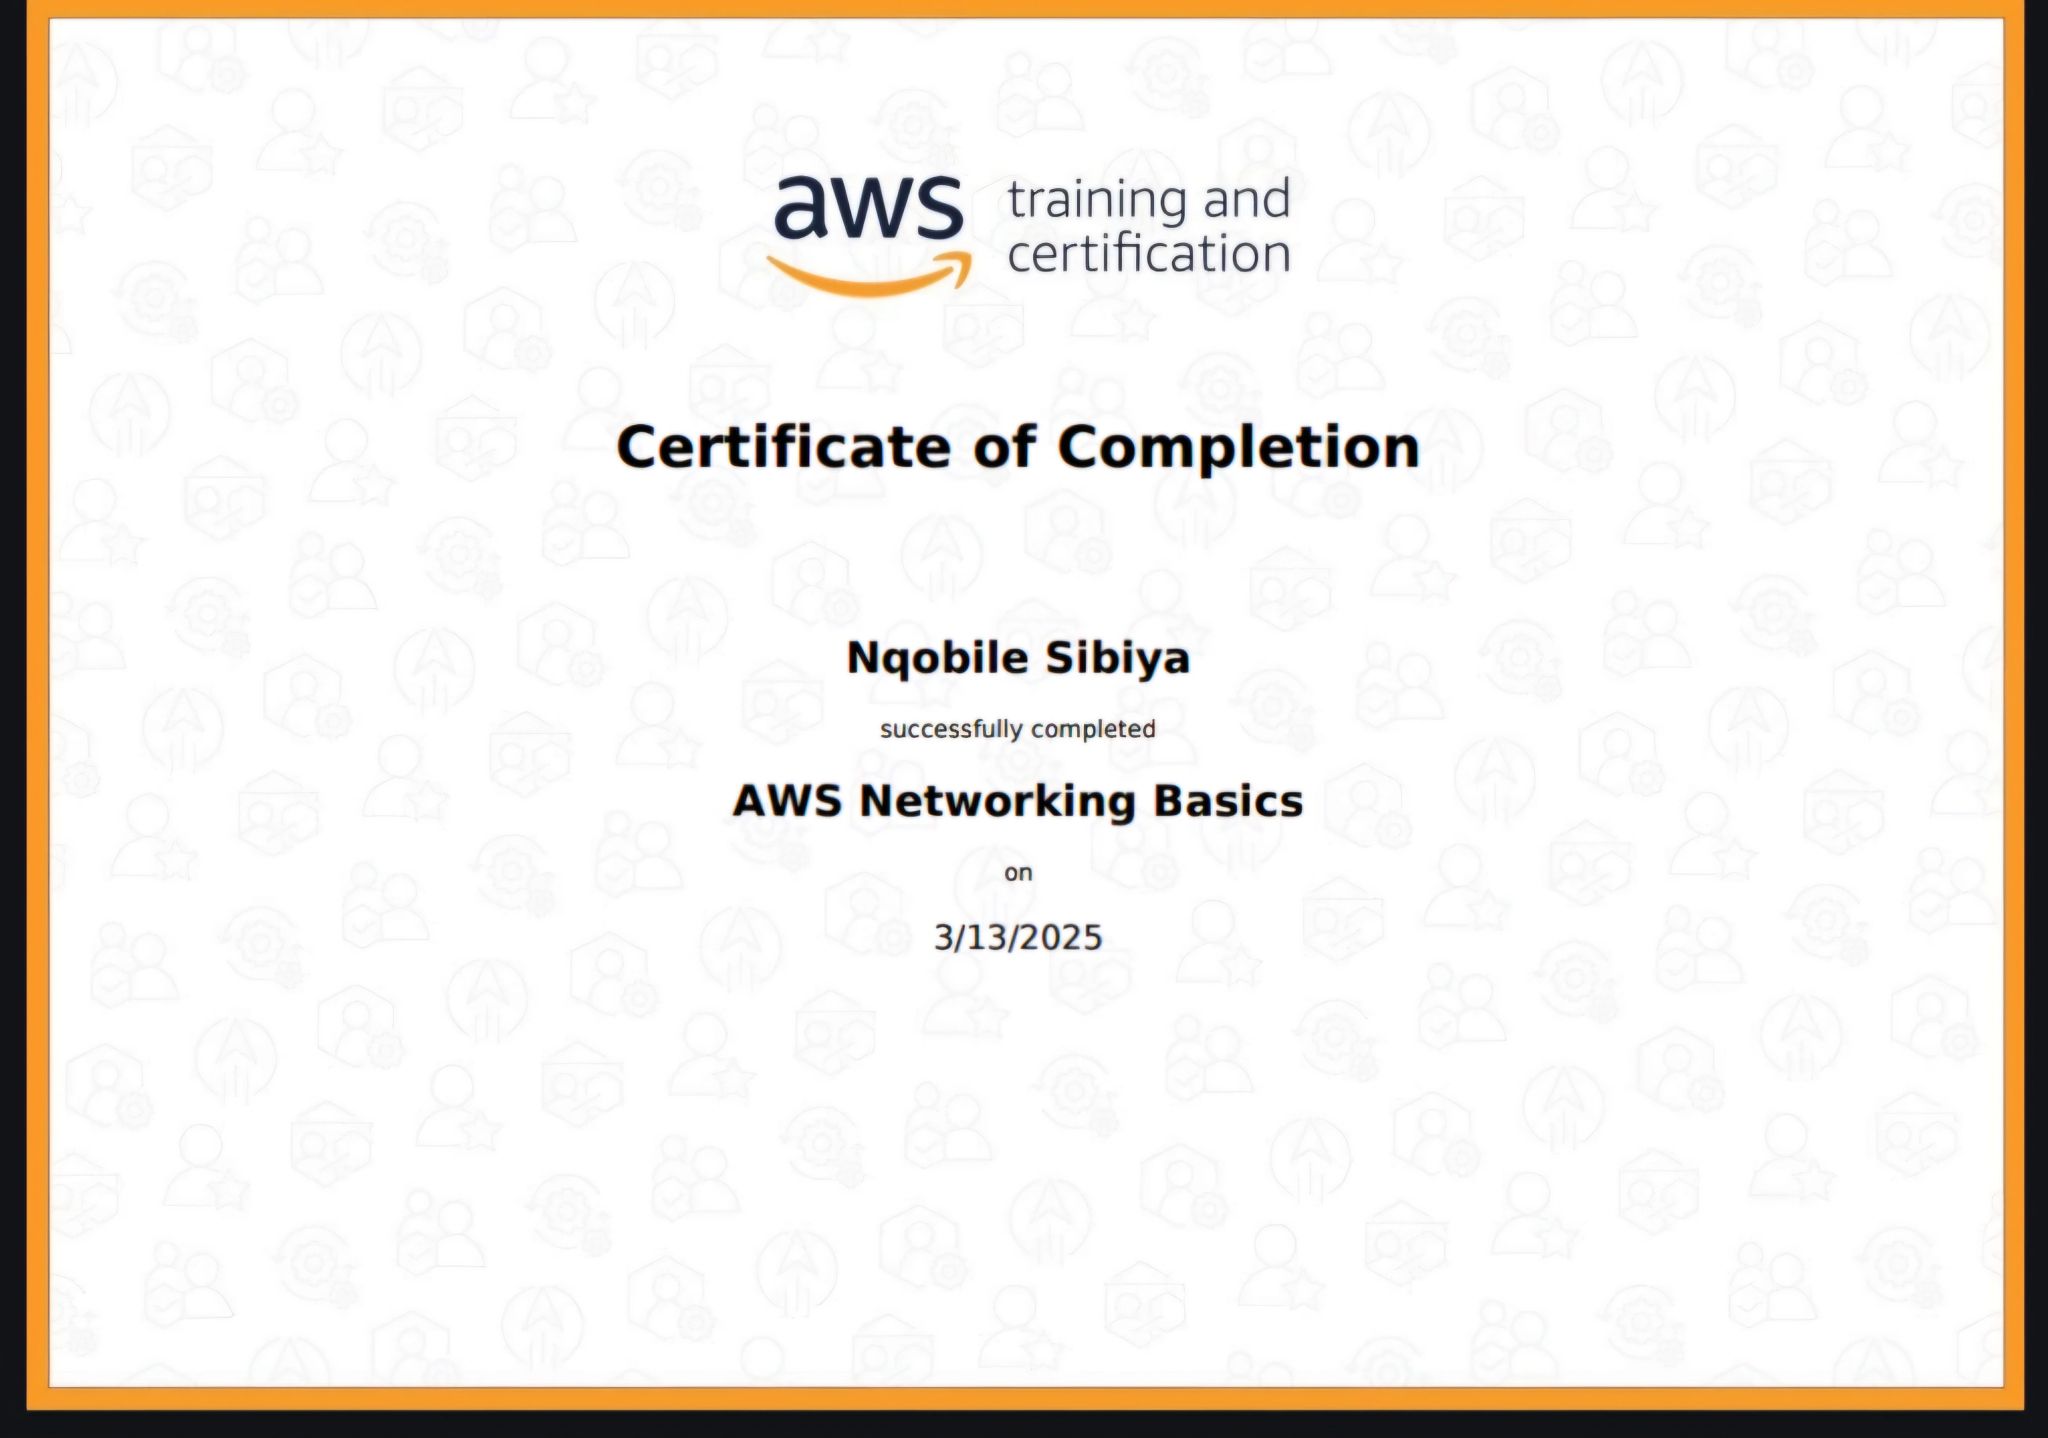 aws training and
certification
Certificate of Completion
Nqobile Sibiya
successfully completed
AWS Networking Basics
on
3/13/2025